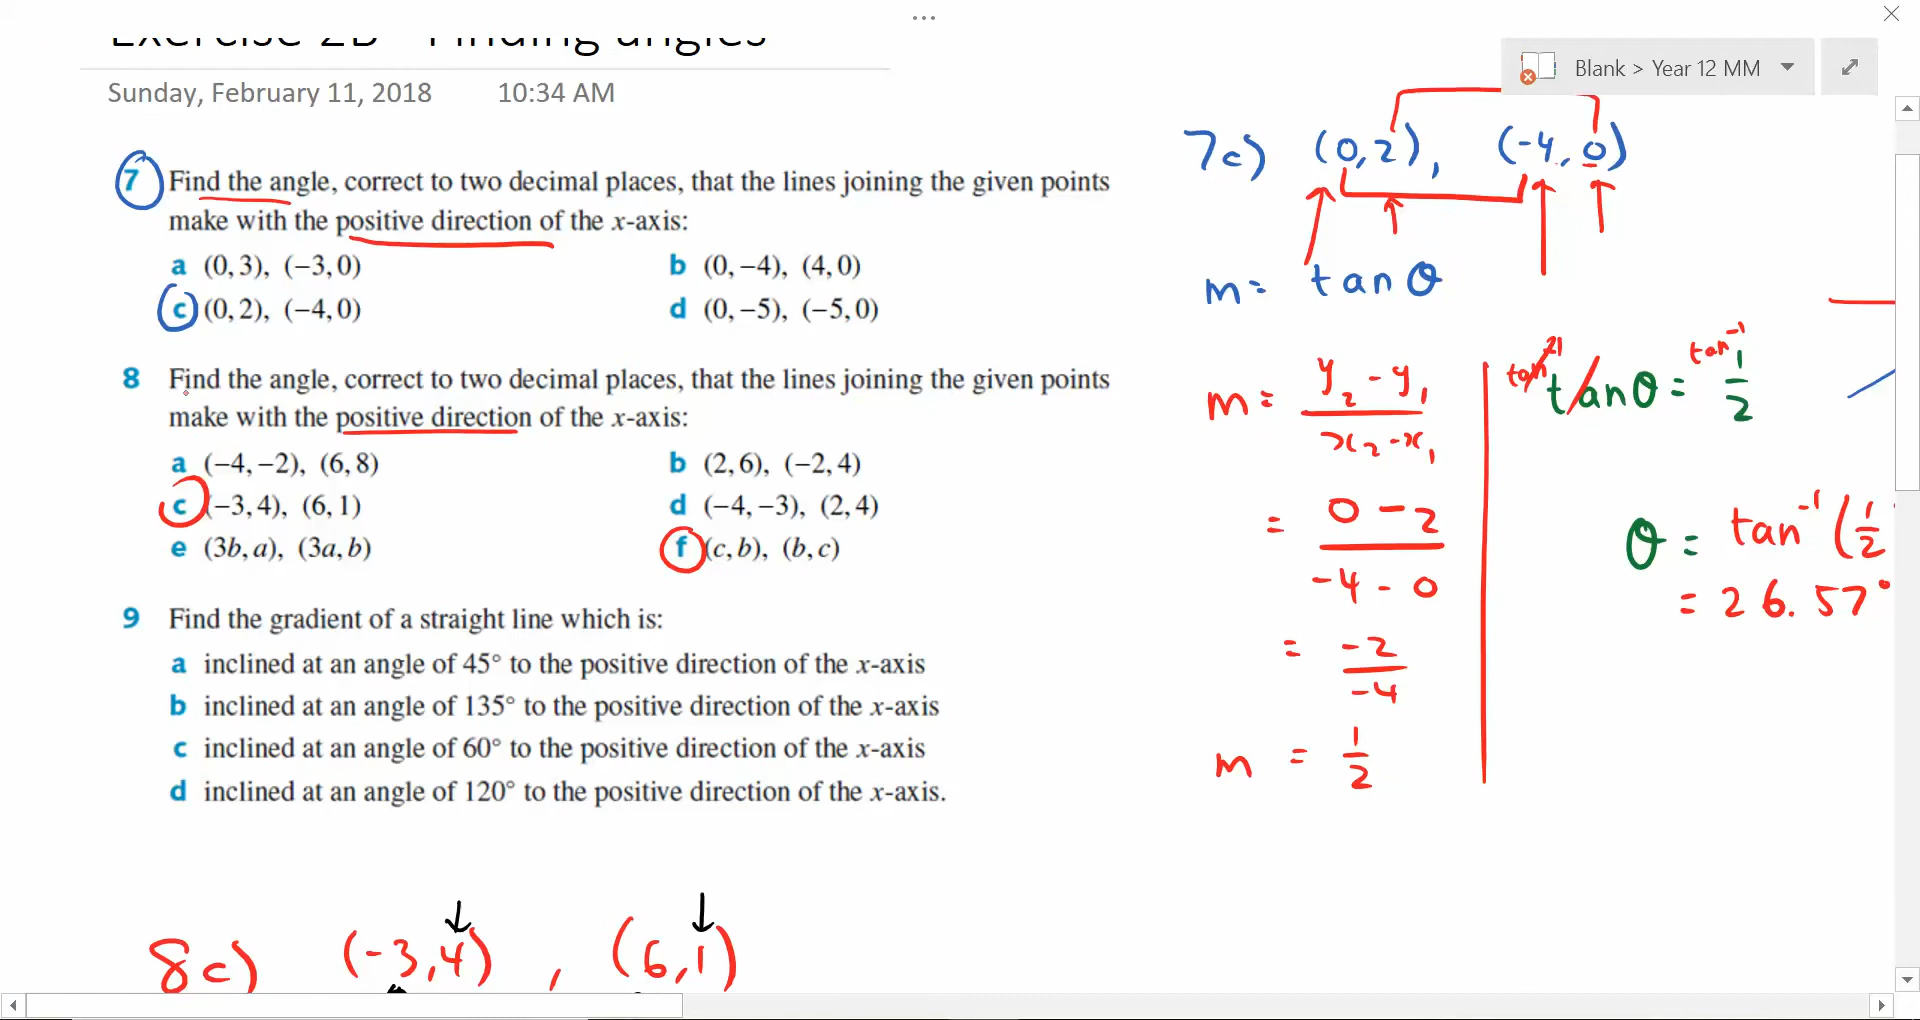 Exercise 2B - Finding angles
Sunday, February 11, 2018 10:34 AM
Blank > Year 12 MM
7 Find the angle, correct to two decimal places, that the lines joining the given points
make with the positive direction of the x-axis:
a (0, 3), (−3, 0) b (0, −4), (4, 0)
c (0, 2), (−4, 0) d (0, −5), (−5, 0)
8 Find the angle, correct to two decimal places, that the lines joining the given points
make with the positive direction of the x-axis:
a (−4, −2), (6, 8) b (2, 6), (−2, 4)
c (−3, 4), (6, 1) d (−4, −3), (2, 4)
e (3b, a), (3a, b) f (c, b), (b, c)
9 Find the gradient of a straight line which is:
a inclined at an angle of 45° to the positive direction of the x-axis
b inclined at an angle of 135° to the positive direction of the x-axis
c inclined at an angle of 60° to the positive direction of the x-axis
d inclined at an angle of 120° to the positive direction of the x-axis.
8c) (-3,4) , (6,1)
7c) (0,2), (-4,0)
m = tan θ
m = y₂ - y₁ / x₂ - x₁
= 0 - 2 / -4 - 0
= -2 / -4
m = 1/2
tanθ = tan⁻¹ 1/2
θ = tan⁻¹ (1/2
= 26.57°